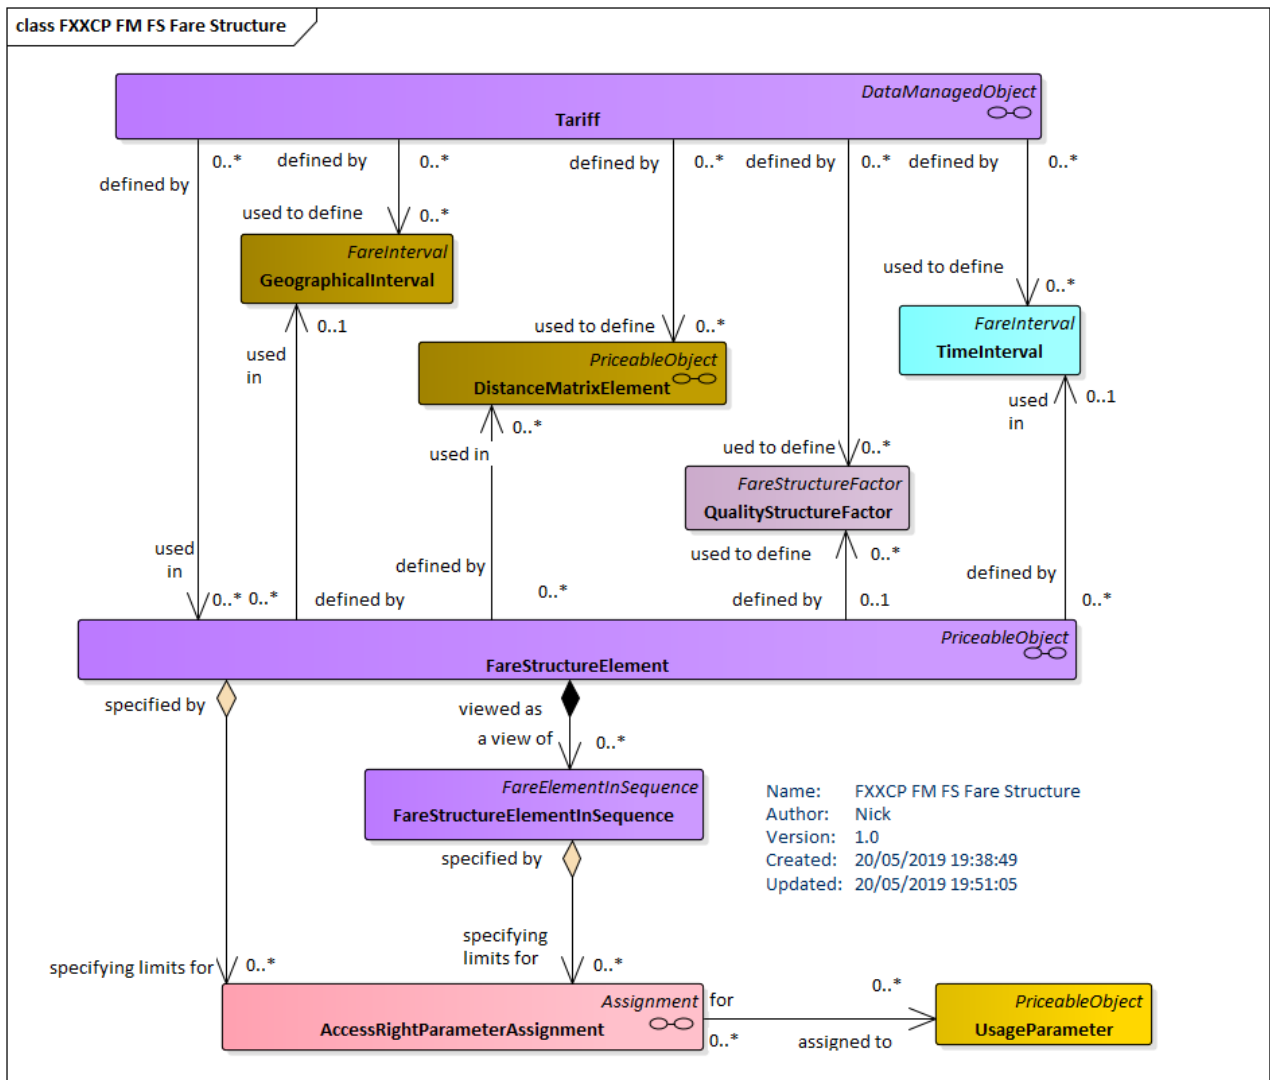 class FXXCP FM FS Fare Structure
DataManagedObject
Tariff
0..*
defined by
0..*
defined by
0..*
defined by
0..*
defined by
0..*
defined by
used to define
0..*
FareInterval
GeographicalInterval
used to define
0..*
FareInterval
TimeInterval
0..1
used
in
used to define
0..*
PriceableObject
DistanceMatrixElement
0..*
used in
used
in
0..1
ued to define
0..*
FareStructureFactor
QualityStructureFactor
used to define
0..*
used
in
defined by
defined by
0..*
0..*
0..*
defined by
0..*
defined by
0..1
PriceableObject
FareStructureElement
specified by
viewed as
a view of
0..*
FareElementInSequence
FareStructureElementInSequence
specified by
Name: FXXCP FM FS Fare Structure
Author: Nick
Version: 1.0
Created: 20/05/2019 19:38:49
Updated: 20/05/2019 19:51:05
specifying
limits for
0..*
specifying limits for
0..*
Assignment
AccessRightParameterAssignment
for
0..*
0..*
assigned to
PriceableObject
UsageParameter